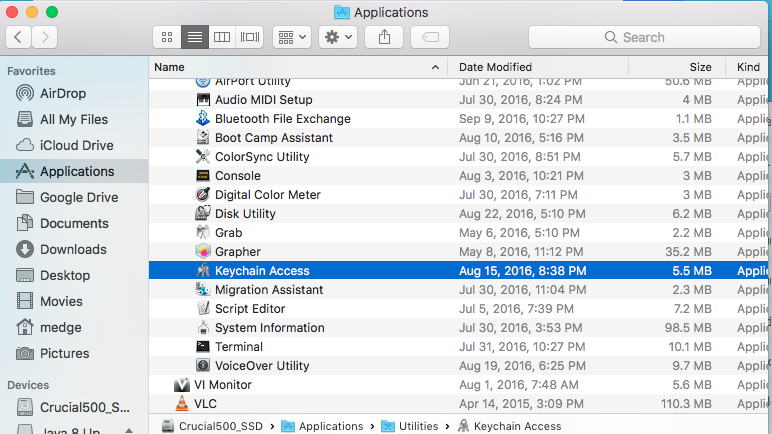 Applications
Search
Favorites
AirDrop
All My Files
iCloud Drive
Applications
Google Drive
Documents
Downloads
Desktop
Movies
medge
Pictures
Devices
Crucial500_S...
Java 8 Up
Name Date Modified Size Kind
AirPort Utility Jun 21, 2016, 1:02 PM 50.6 MB Applic
Audio MIDI Setup Jul 30, 2016, 8:24 PM 4 MB Applic
Bluetooth File Exchange Sep 9, 2016, 10:27 PM 1.1 MB Applic
Boot Camp Assistant Aug 10, 2016, 5:16 PM 3.5 MB Applic
ColorSync Utility Jul 30, 2016, 8:51 PM 5.7 MB Applic
Console Aug 3, 2016, 10:21 PM 3 MB Applic
Digital Color Meter Jul 30, 2016, 7:11 PM 3 MB Applic
Disk Utility Aug 22, 2016, 5:10 PM 6.2 MB Applic
Grab May 6, 2016, 5:10 PM 2.2 MB Applic
Grapher May 8, 2016, 11:12 PM 35.2 MB Applic
Keychain Access Aug 15, 2016, 8:38 PM 5.5 MB Applic
Migration Assistant Jul 30, 2016, 11:04 PM 2.3 MB Applic
Script Editor Jul 5, 2016, 7:39 PM 7.2 MB Applic
System Information Jul 30, 2016, 3:53 PM 98.5 MB Applic
Terminal Jul 31, 2016, 10:27 PM 10.1 MB Applic
VoiceOver Utility Aug 19, 2016, 6:25 PM 9.7 MB Applic
VI Monitor Aug 1, 2016, 7:48 AM 5.6 MB Applic
VLC Apr 14, 2015, 3:09 PM 110.3 MB Applic
Crucial500_SSD › Applications › Utilities › Keychain Access